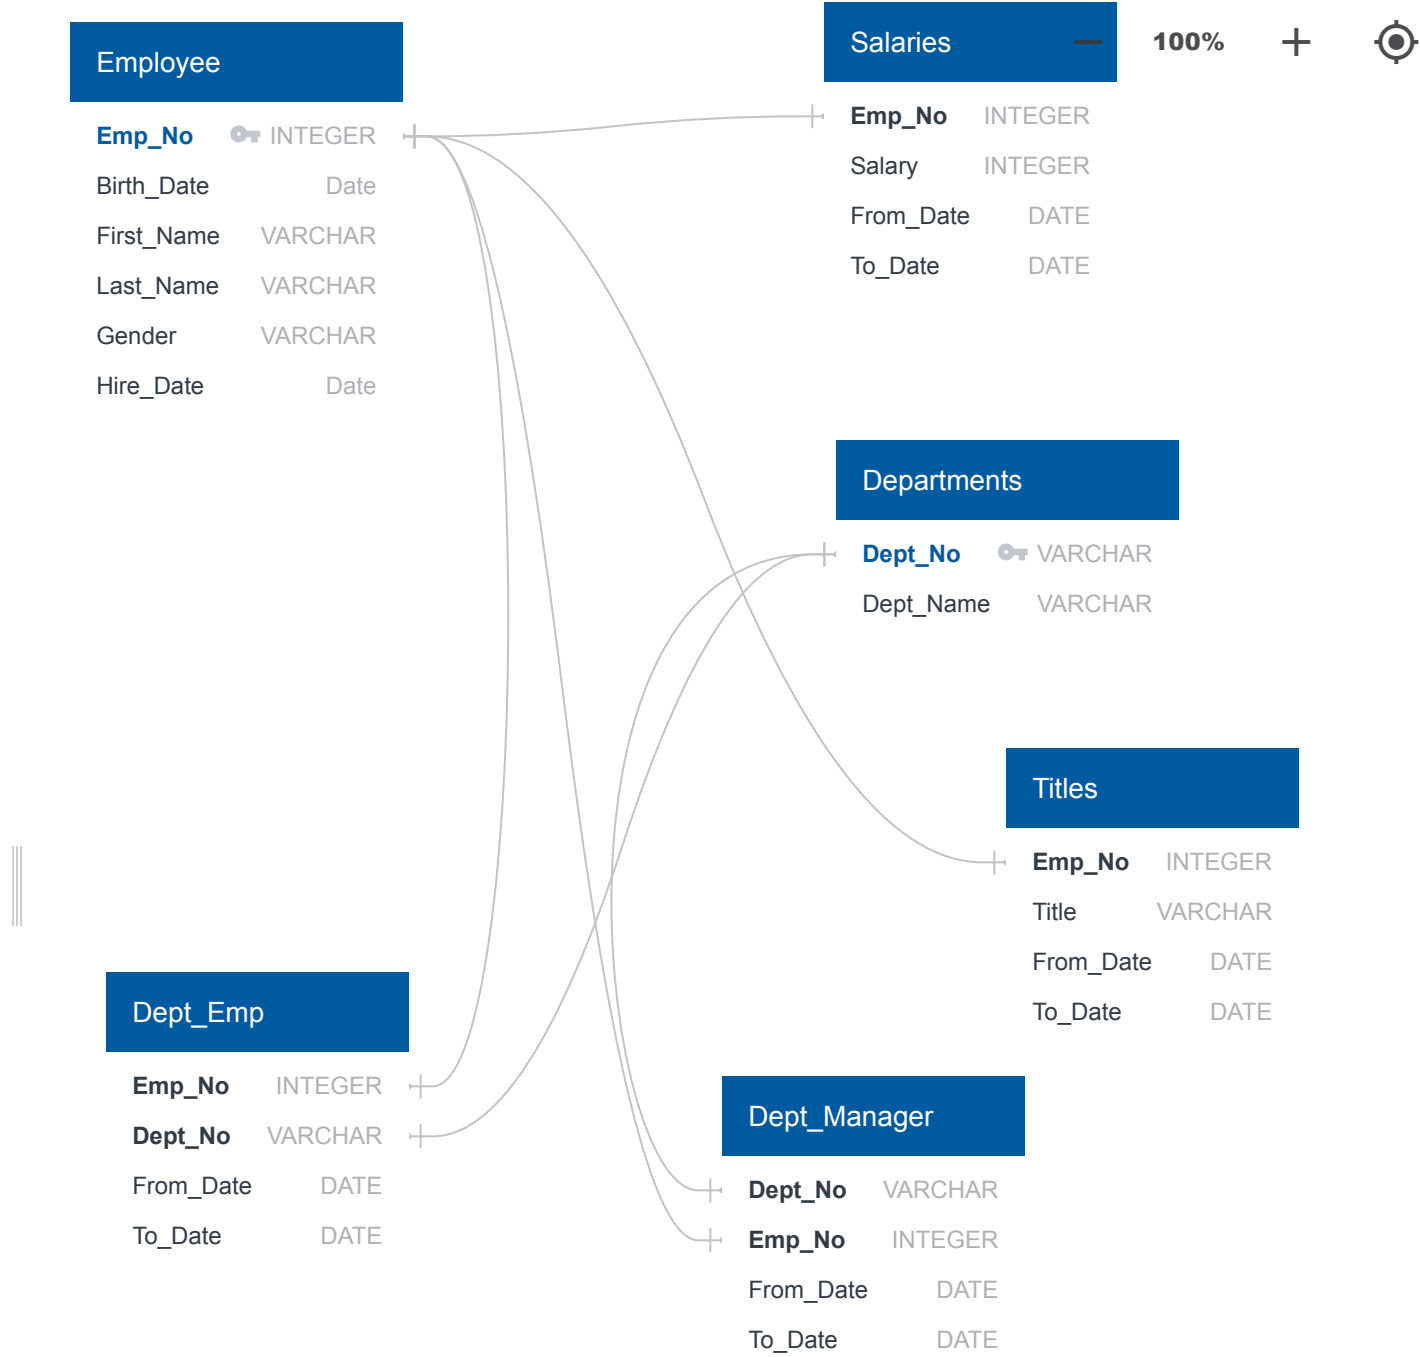 Employee
Emp_No INTEGER
Birth_Date Date
First_Name VARCHAR
Last_Name VARCHAR
Gender VARCHAR
Hire_Date Date
Salaries
100%
Emp_No INTEGER
Salary INTEGER
From_Date DATE
To_Date DATE
Departments
Dept_No VARCHAR
Dept_Name VARCHAR
Titles
Emp_No INTEGER
Title VARCHAR
From_Date DATE
To_Date DATE
Dept_Emp
Emp_No INTEGER
Dept_No VARCHAR
From_Date DATE
To_Date DATE
Dept_Manager
Dept_No VARCHAR
Emp_No INTEGER
From_Date DATE
To_Date DATE